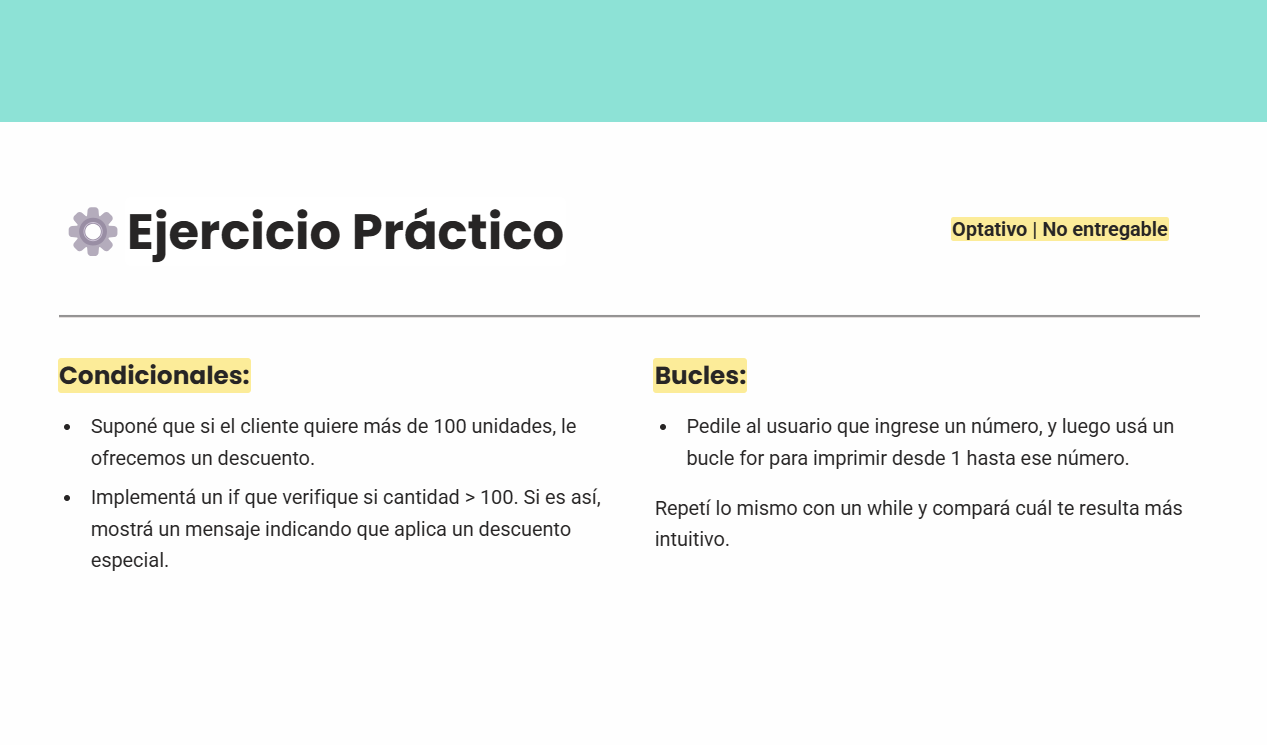 Ejercicio Práctico
Optativo | No entregable
Condicionales:
• Suponé que si el cliente quiere más de 100 unidades, le
ofrecemos un descuento.
• Implementá un if que verifique si cantidad > 100. Si es así,
mostrá un mensaje indicando que aplica un descuento
especial.
Bucles:
• Pedile al usuario que ingrese un número, y luego usá un
bucle for para imprimir desde 1 hasta ese número.
Repetí lo mismo con un while y compará cuál te resulta más
intuitivo.